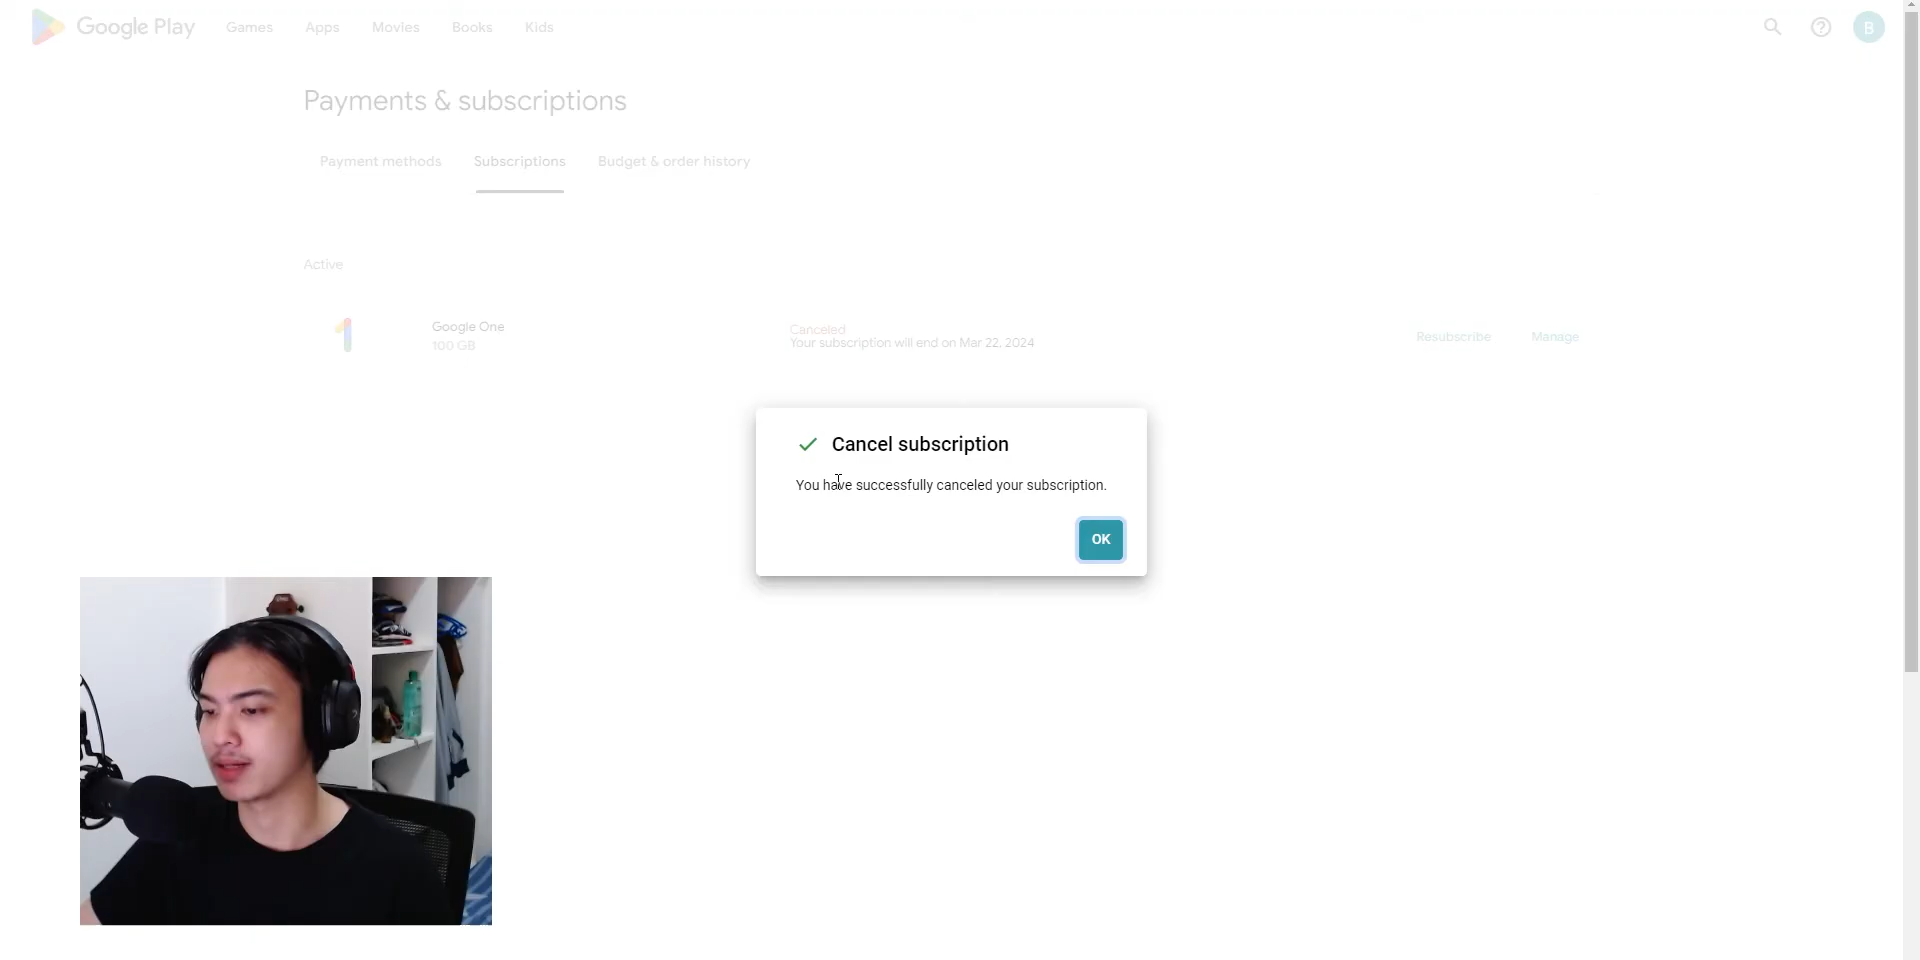 Google Play Games Apps Movies Books Kids B
Payments & subscriptions
Payment methods Subscriptions Budget & order history
Active
Google One
100 GB
Canceled
Your subscription will end on Mar 22, 2024
Resubscribe Manage
Cancel subscription
You have successfully canceled your subscription.
OK